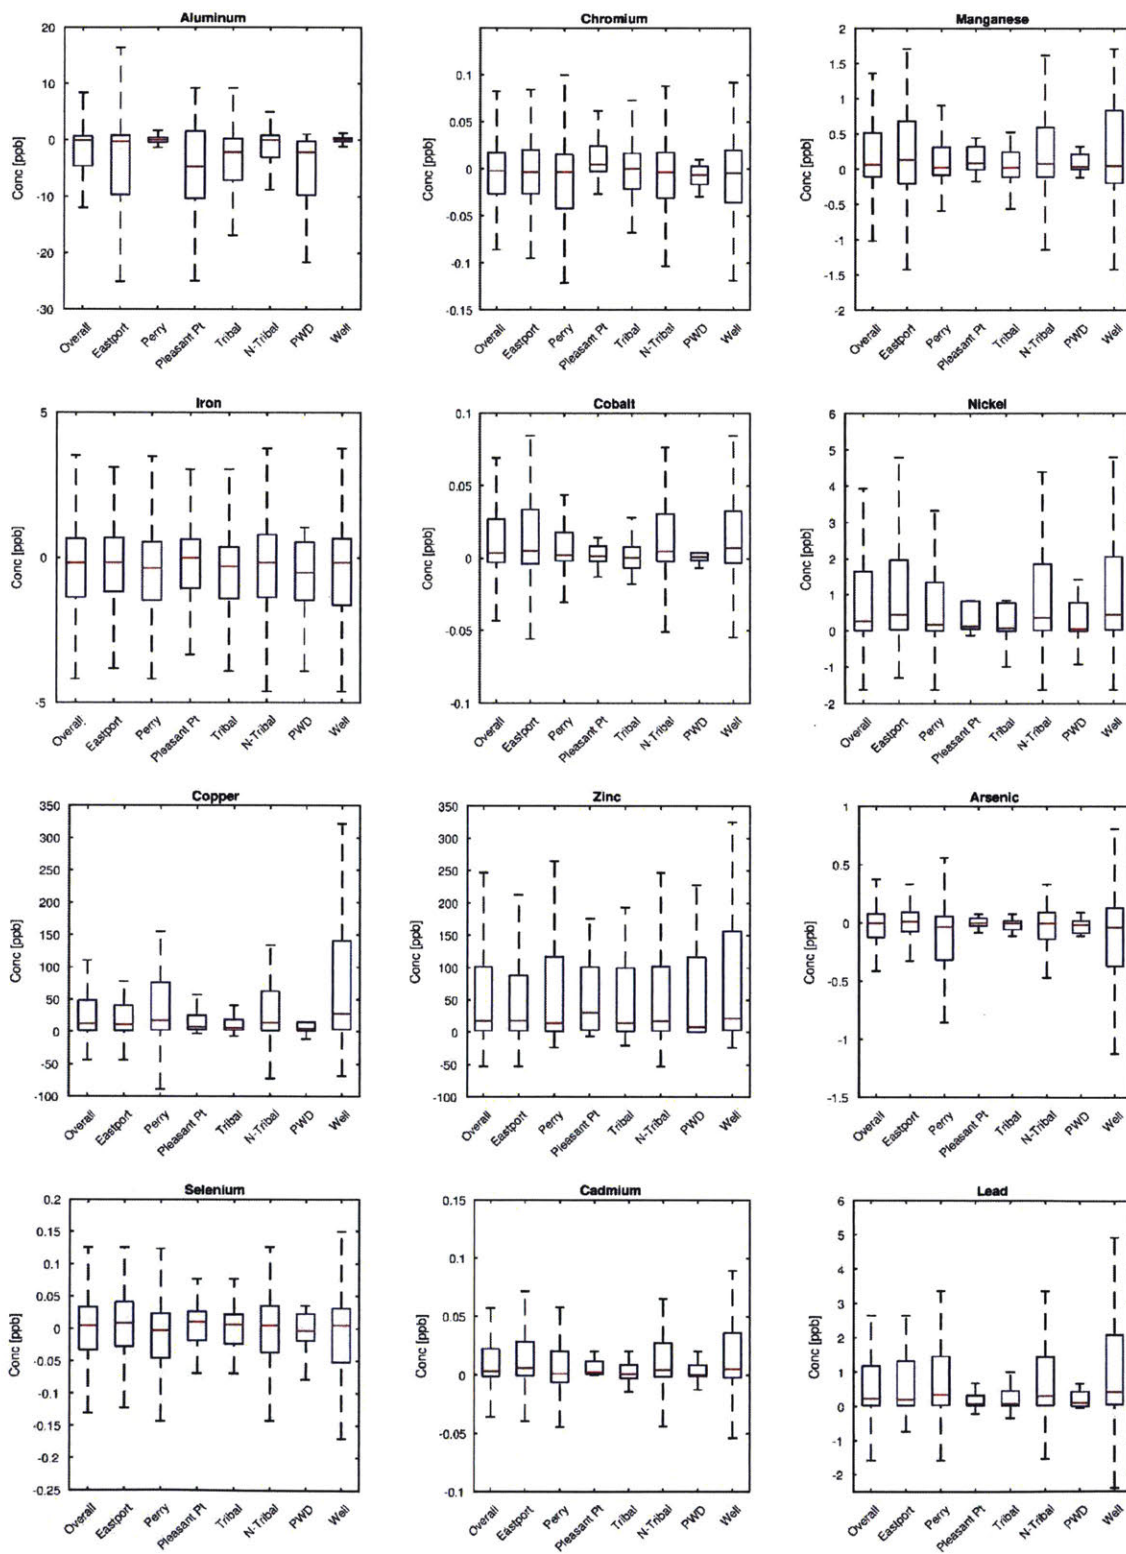 Aluminum
20
10
0
-10
-20
-30
Conc [ppb]
Overall
Eastport
Perry
Pleasant Pt
Tribal
N-Tribal
PWD
Well
Chromium
0.1
0.05
0
-0.05
-0.1
-0.15
Conc [ppb]
Overall
Eastport
Perry
Pleasant Pt
Tribal
N-Tribal
PWD
Well
Manganese
2
1.5
1
0.5
0
-0.5
-1
-1.5
-2
Conc [ppb]
Overall
Eastport
Perry
Pleasant Pt
Tribal
N-Tribal
PWD
Well
Iron
5
0
-5
Conc [ppb]
Overall
Eastport
Perry
Pleasant Pt
Tribal
N-Tribal
PWD
Well
Cobalt
0.1
0.05
0
-0.05
-0.1
Conc [ppb]
Overall
Eastport
Perry
Pleasant Pt
Tribal
N-Tribal
PWD
Well
Nickel
6
5
4
3
2
1
0
-1
-2
Conc [ppb]
Overall
Eastport
Perry
Pleasant Pt
Tribal
N-Tribal
PWD
Well
Copper
350
300
250
200
150
100
50
0
-50
-100
Conc [ppb]
Overall
Eastport
Perry
Pleasant Pt
Tribal
N-Tribal
PWD
Well
Zinc
350
300
250
200
150
100
50
0
-50
-100
Conc [ppb]
Overall
Eastport
Perry
Pleasant Pt
Tribal
N-Tribal
PWD
Well
Arsenic
1
0.5
0
-0.5
-1
-1.5
Conc [ppb]
Overall
Eastport
Perry
Pleasant Pt
Tribal
N-Tribal
PWD
Well
Selenium
0.2
0.15
0.1
0.05
0
-0.05
-0.1
-0.15
-0.2
-0.25
Conc [ppb]
Overall
Eastport
Perry
Pleasant Pt
Tribal
N-Tribal
PWD
Well
Cadmium
0.15
0.1
0.05
0
-0.05
-0.1
Conc [ppb]
Overall
Eastport
Perry
Pleasant Pt
Tribal
N-Tribal
PWD
Well
Lead
6
5
4
3
2
1
0
-1
-2
Conc [ppb]
Overall
Eastport
Perry
Pleasant Pt
Tribal
N-Tribal
PWD
Well